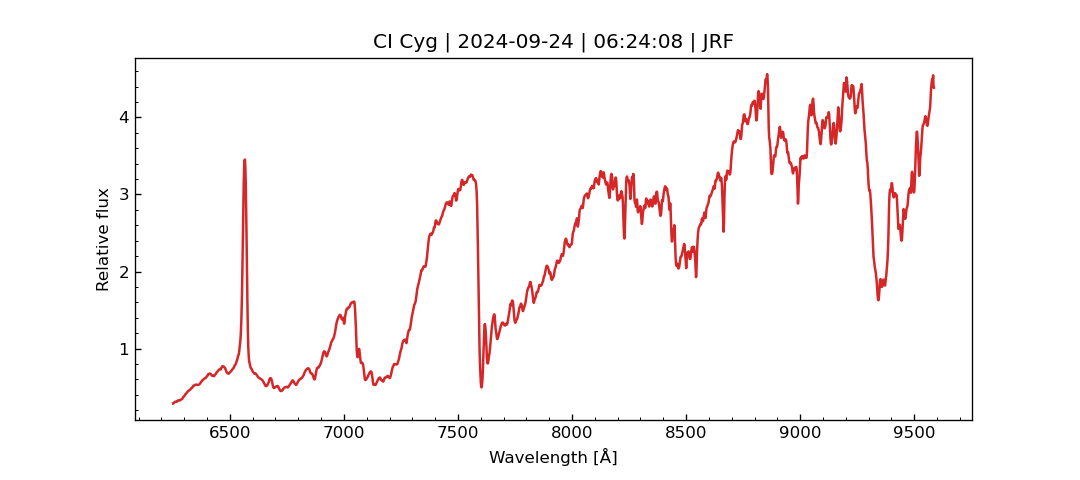 CI Cyg | 2024-09-24 | 06:24:08 | JRF
4
3
2
1
Relative flux
6500 7000 7500 8000 8500 9000 9500
Wavelength [Å]